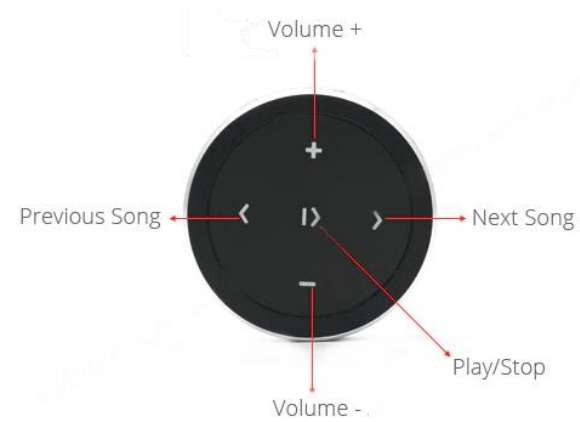 Volume +
Previous Song
Next Song
Play/Stop
Volume -